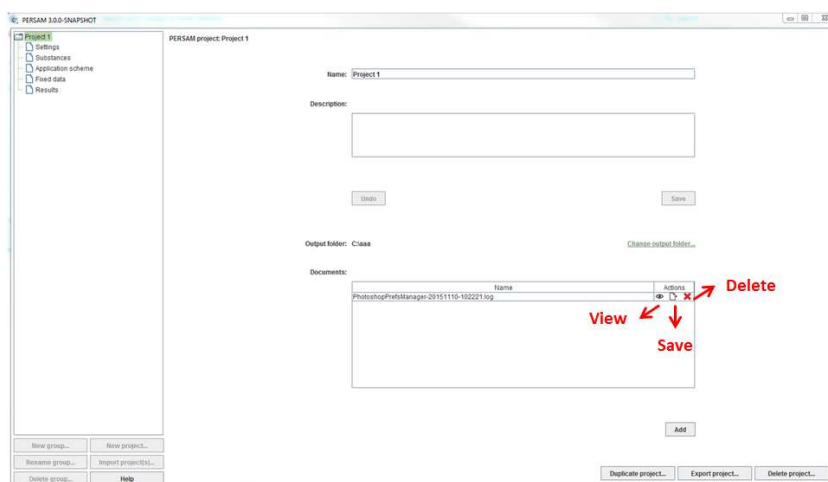 PERSAM 3.0.0-SNAPSHOT
Project 1
Settings
Substances
Application scheme
Fixed data
Results
PERSAM project: Project 1
Name: Project 1
Description:
Undo
Save
Output folder: C:\aaa
Change output folder...
Documents:
Name
Actions
PhotoshopPrefsManager-20151110-102221.log
Delete
View
Save
Add
New group...
New project...
Rename group...
Import project(s)...
Delete group...
Help
Duplicate project...
Export project...
Delete project...